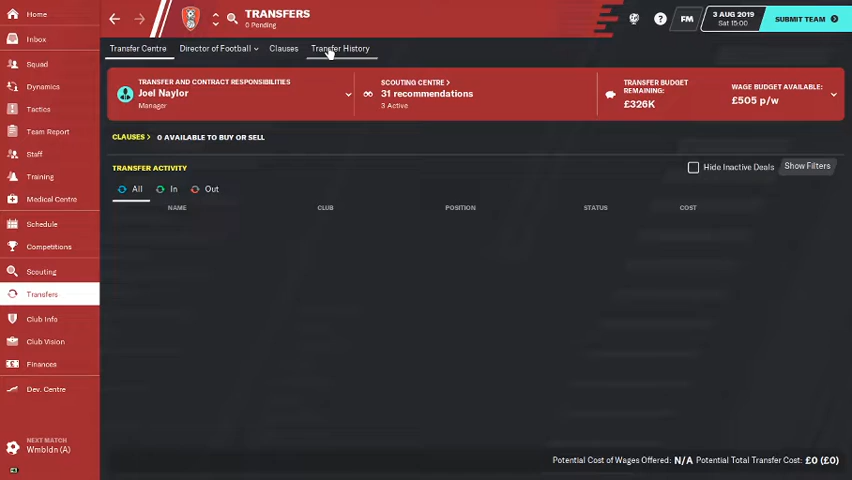 Home
TRANSFERS
0 Pending
FM
3 AUG 2019
Sat 15:00
SUBMIT TEAM
Inbox
Transfer Centre
Director of Football
Clauses
Transfer History
Squad
Dynamics
Tactics
Team Report
Staff
Training
Medical Centre
Schedule
Competitions
Scouting
Transfers
Club Info
Club Vision
Finances
Dev. Centre
NEXT MATCH
Wmbldn (A)
TRANSFER AND CONTRACT RESPONSIBILITIES
Joel Naylor
Manager
SCOUTING CENTRE >
31 recommendations
3 Active
TRANSFER BUDGET
REMAINING:
£326K
WAGE BUDGET AVAILABLE:
£505 p/w
CLAUSES > 0 AVAILABLE TO BUY OR SELL
TRANSFER ACTIVITY
Hide Inactive Deals
Show Filters
All
In
Out
NAME CLUB POSITION STATUS COST
Potential Cost of Wages Offered: N/A Potential Total Transfer Cost: £0 (£0)